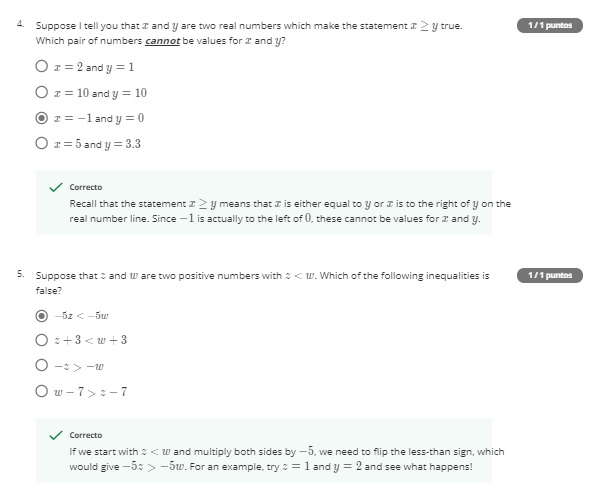 4. Suppose I tell you that x and y are two real numbers which make the statement x ≥ y true. 1 / 1 puntos
Which pair of numbers cannot be values for x and y?
x = 2 and y = 1
x = 10 and y = 10
x = −1 and y = 0
x = 5 and y = 3.3
Correcto
Recall that the statement x ≥ y means that x is either equal to y or x is to the right of y on the
real number line. Since −1 is actually to the left of 0, these cannot be values for x and y.
5. Suppose that z and w are two positive numbers with z < w. Which of the following inequalities is 1 / 1 puntos
false?
−5z < −5w
z + 3 < w + 3
−z > −w
w − 7 > z − 7
Correcto
If we start with z < w and multiply both sides by −5, we need to flip the less-than sign, which
would give −5z > −5w. For an example, try z = 1 and y = 2 and see what happens!